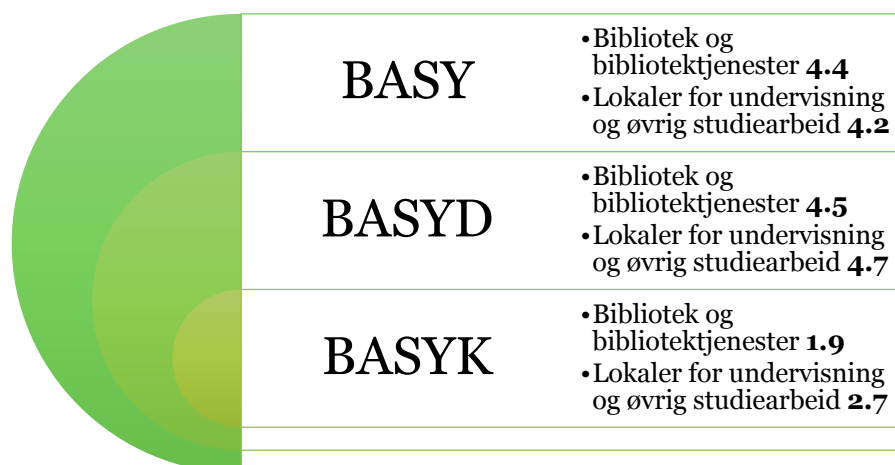 BASY
•Bibliotek og
bibliotektjenester 4.4
•Lokaler for undervisning
og øvrig studiearbeid 4.2
BASYD
•Bibliotek og
bibliotektjenester 4.5
•Lokaler for undervisning
og øvrig studiearbeid 4.7
BASYK
•Bibliotek og
bibliotektjenester 1.9
•Lokaler for undervisning
og øvrig studiearbeid 2.7